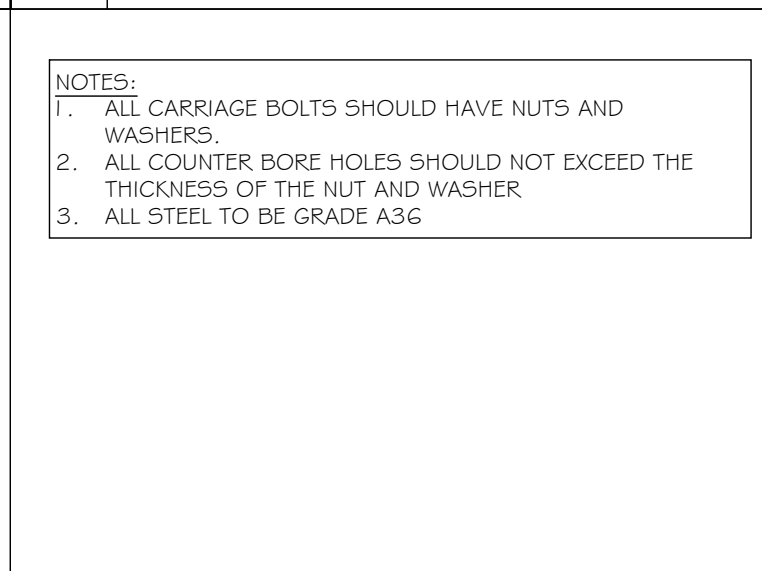 NOTES:
1. ALL CARRIAGE BOLTS SHOULD HAVE NUTS AND
WASHERS.
2. ALL COUNTER BORE HOLES SHOULD NOT EXCEED THE
THICKNESS OF THE NUT AND WASHER
3. ALL STEEL TO BE GRADE A36